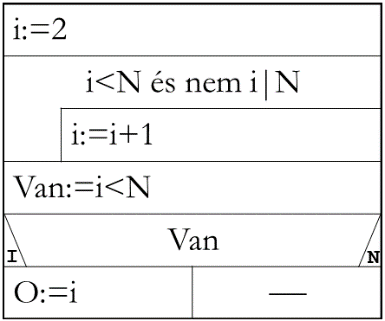 i:=2
i<N és nem i|N
i:=i+1
Van:=i<N
Van
I N
O:=i —